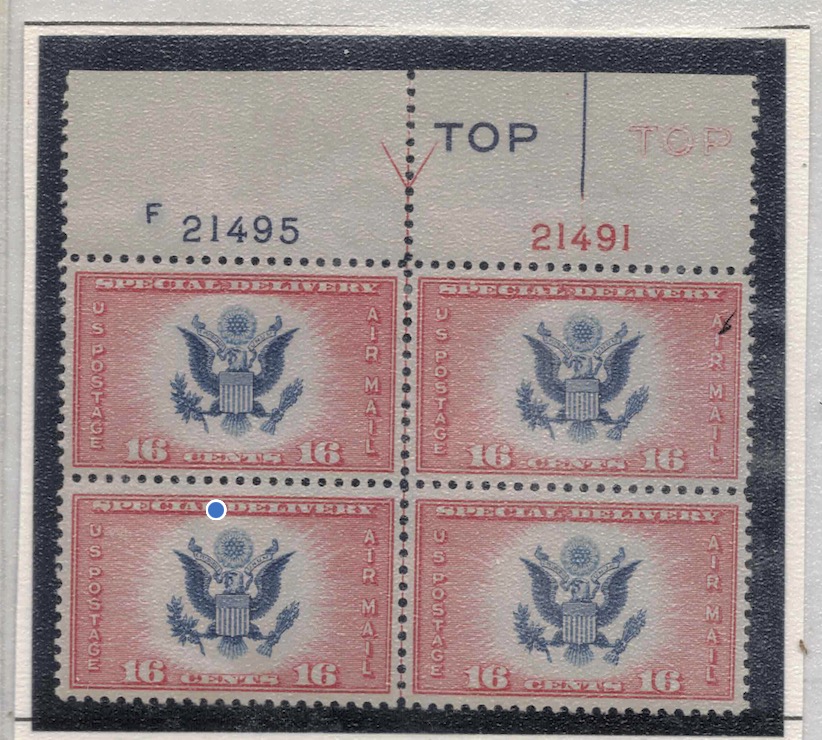 TOP TOP
F 21495 21491
SPECIAL DELIVERY SPECIAL DELIVERY
US POSTAGE AIR MAIL US POSTAGE AIR MAIL
16 CENTS 16 16 CENTS 16
SPECIAL DELIVERY SPECIAL DELIVERY
US POSTAGE AIR MAIL US POSTAGE AIR MAIL
16 CENTS 16 16 CENTS 16